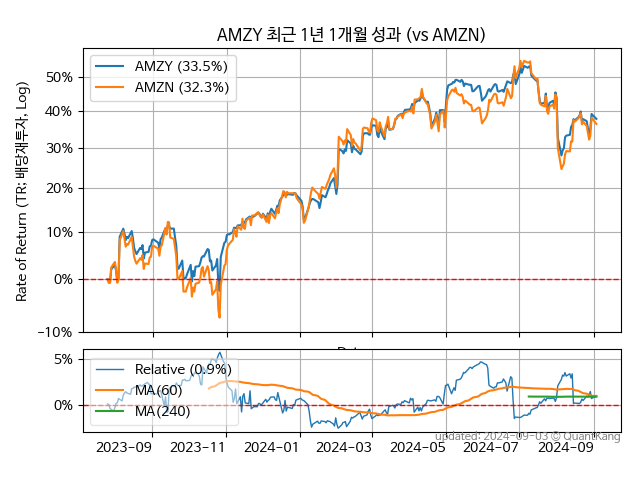 AMZY 최근 1년 1개월 성과 (vs AMZN)
Rate of Return (TR: 배당재투자, Log)
AMZY (33.5%)
AMZN (32.3%)
50%
40%
30%
20%
10%
0%
−10%
Relative (0.9%)
MA(60)
MA(240)
5%
0%
2023−09
2023−11
2024−01
2024−03
2024−05
2024−07
2024−09
updated: 2024-09-03 © QuantKang